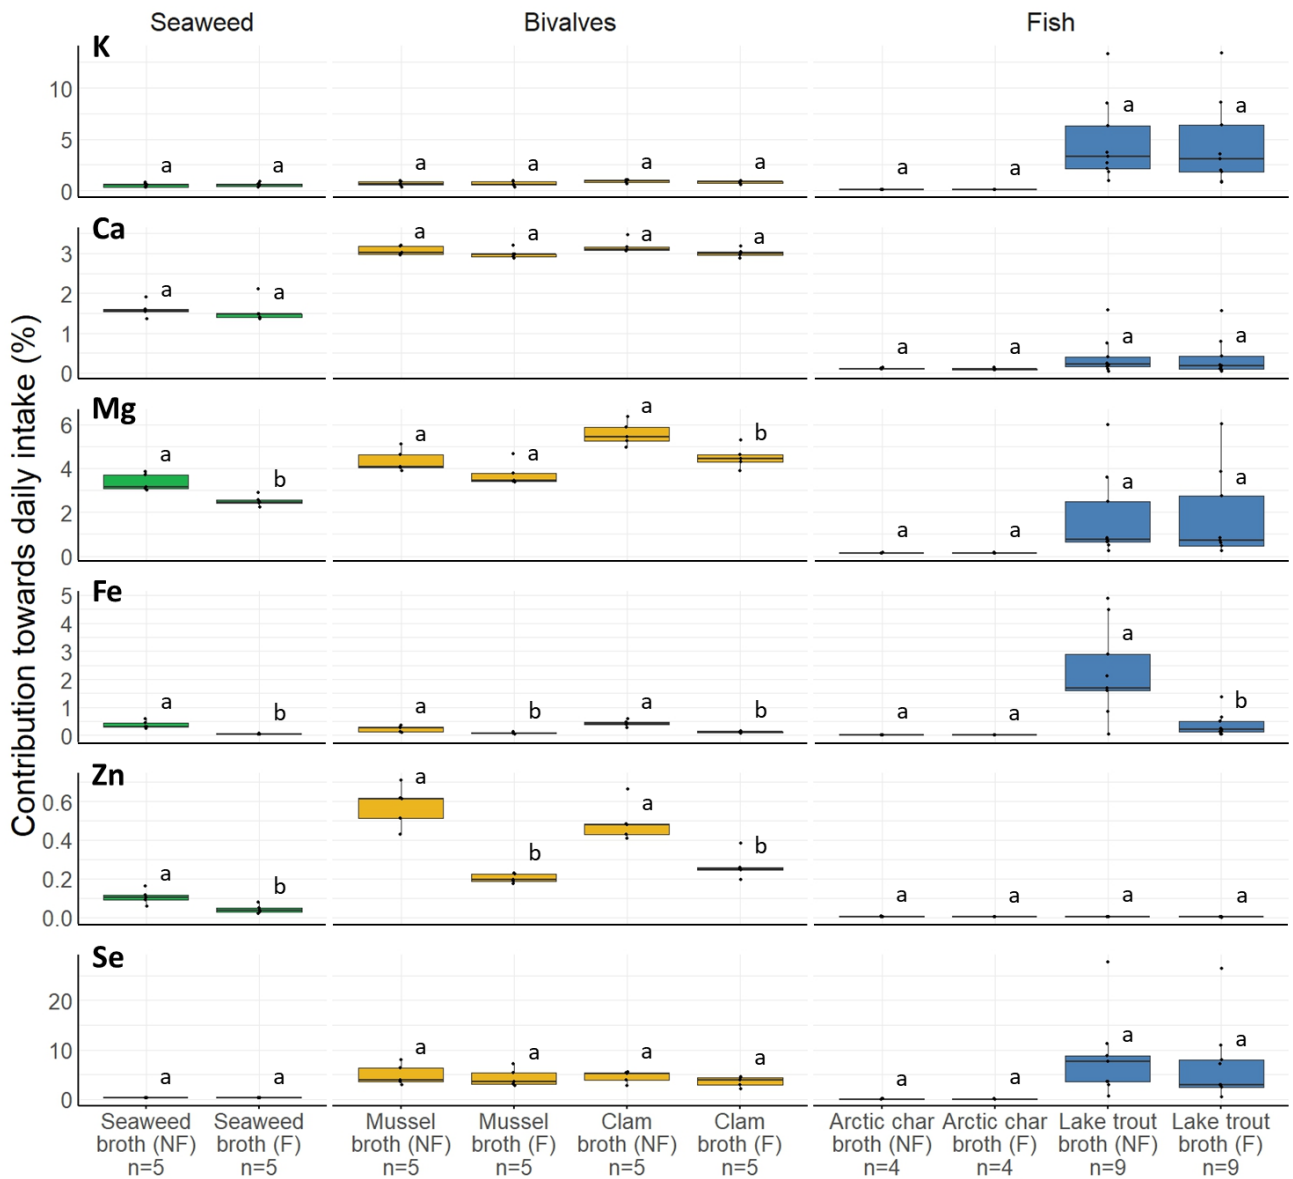 Seaweed Bivalves Fish
K
10
5
0
a a a a a a a a a a
Ca
3
2
1
0
a a a a a a a a a a
Mg
6
4
2
0
a b a a a b a a a a
Fe
5
4
3
2
1
0
a b a b a b a a a b
Zn
0.6
0.4
0.2
0.0
a b a b a b a a a a
Se
20
10
0
a a a a a a a a a a
Contribution towards daily intake (%)
Seaweed Seaweed Mussel Mussel Clam Clam Arctic char Arctic char Lake trout Lake trout
broth (NF) broth (F) broth (NF) broth (F) broth (NF) broth (F) broth (NF) broth (F) broth (NF) broth (F)
n=5 n=5 n=5 n=5 n=5 n=5 n=4 n=4 n=9 n=9